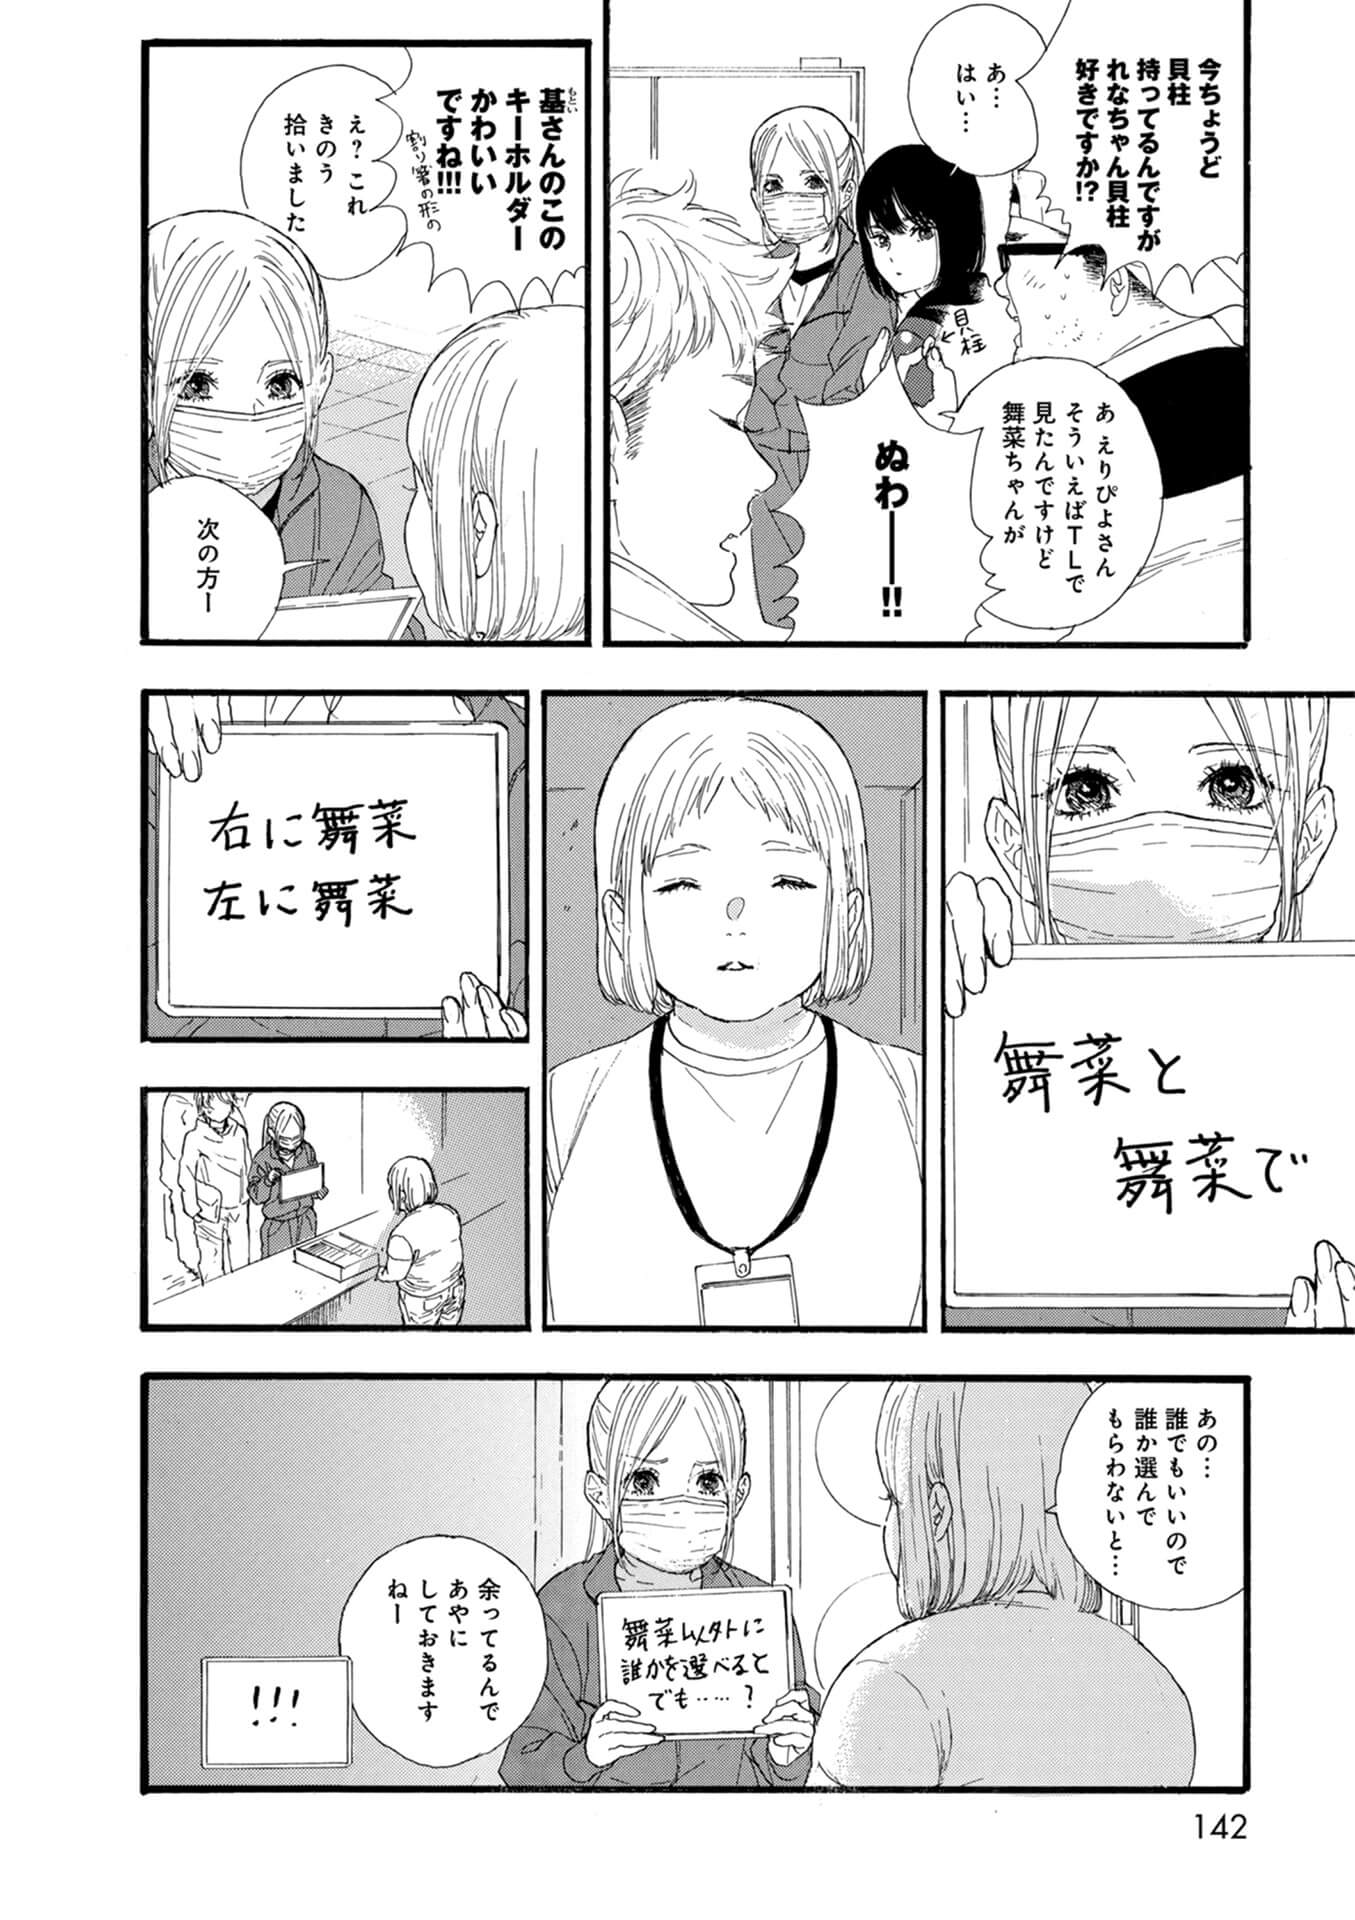 今ちょうど
貝柱
持ってるんですが
れなちゃん貝柱
好きですか!?
あ…
はい…
貝柱
あ えりぴよさん
そういえばTLで
見たんですけど
舞菜ちゃんが
ぬわ――!!
基さんのこの
もとい
キーホルダー
かわいい
ですね!!!
割り箸の形の
え?これ
きのう
拾いました
次の方ー
舞菜と
舞菜で
右に舞菜
左に舞菜
あの…
誰でもいいので
誰か選んで
もらわないと…
舞菜以外に
誰かを選べると
でも……?
余ってるんで
あやに
しておきます
ねー
!!!
142